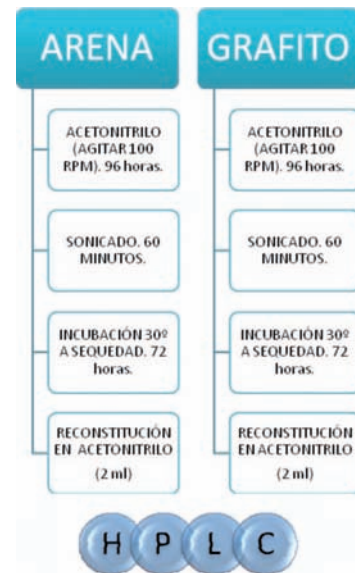 ARENA
ACETONITRILO
(AGITAR 100
RPM). 96 horas.
SONICADO. 60
MINUTOS.
INCUBACIÓN 30º
A SEQUEDAD. 72
horas.
RECONSTITUCIÓN
EN ACETONITRILO
(2 ml)
GRAFITO
ACETONITRILO
(AGITAR 100
RPM). 96 horas.
SONICADO. 60
MINUTOS.
INCUBACIÓN 30º
A SEQUEDAD. 72
horas.
RECONSTITUCIÓN
EN ACETONITRILO
(2 ml)
H P L C